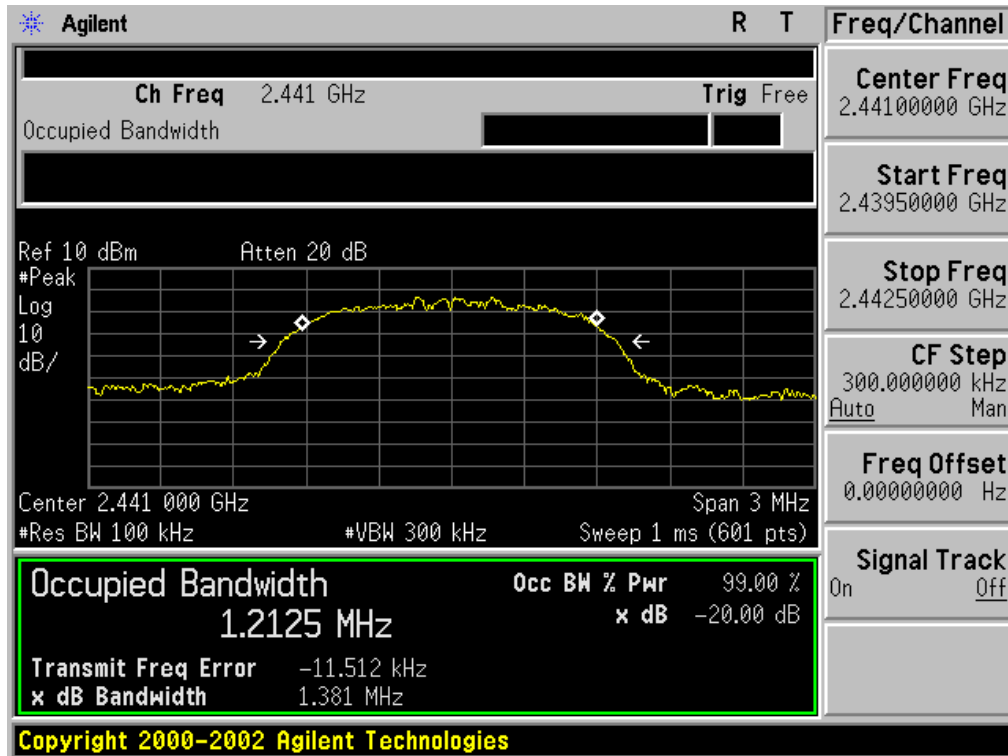 Agilent R T
Freq/Channel
Ch Freq 2.441 GHz Trig Free
Occupied Bandwidth
Ref 10 dBm Atten 20 dB
#Peak
Log
10
dB/
Center 2.441 000 GHz Span 3 MHz
#Res BW 100 kHz #VBW 300 kHz Sweep 1 ms (601 pts)
Occupied Bandwidth
1.2125 MHz
Occ BW % Pwr 99.00 %
x dB -20.00 dB
Transmit Freq Error -11.512 kHz
x dB Bandwidth 1.381 MHz
Copyright 2000-2002 Agilent Technologies
Center Freq
2.44100000 GHz
Start Freq
2.43950000 GHz
Stop Freq
2.44250000 GHz
CF Step
300.000000 kHz
Auto Man
Freq Offset
0.00000000 Hz
Signal Track
On Off